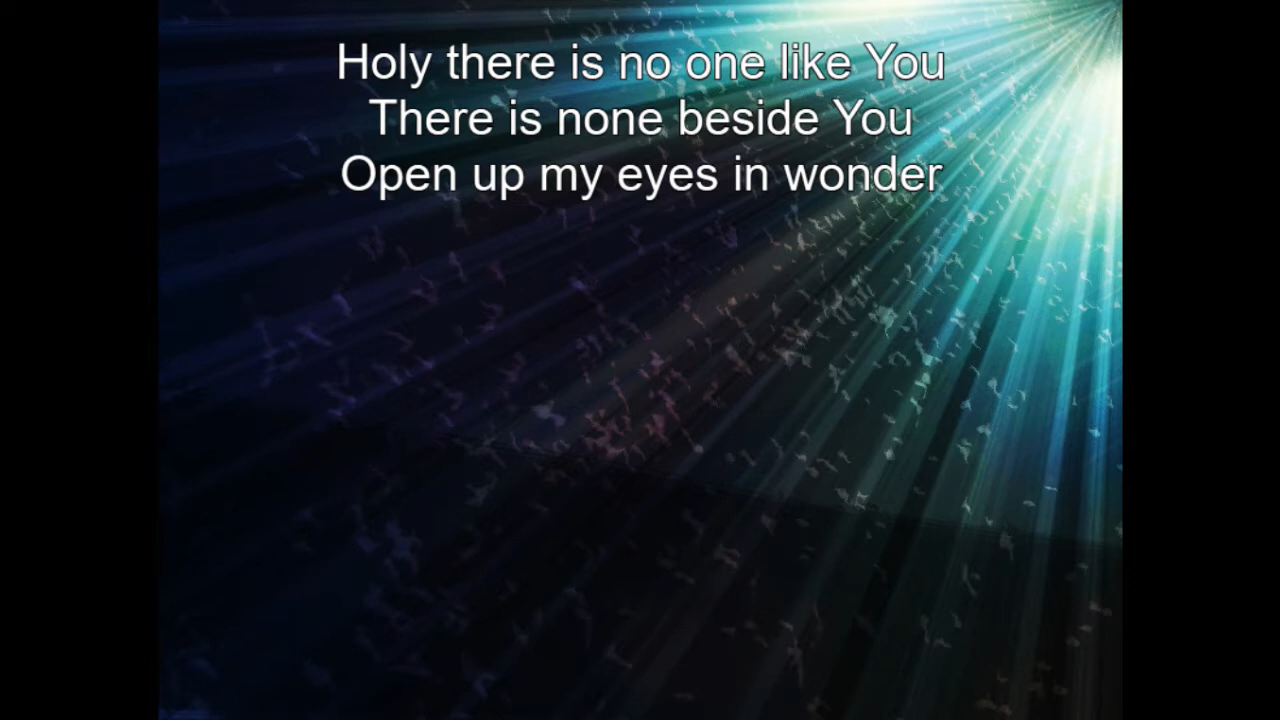 Holy there is no one like You
There is none beside You
Open up my eyes in wonder